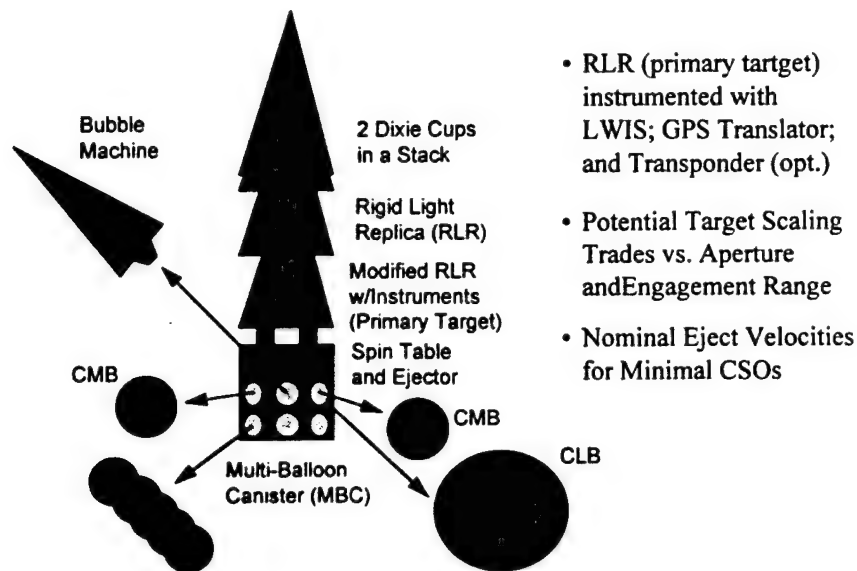 Bubble
Machine
2 Dixie Cups
in a Stack
Rigid Light
Replica (RLR)
Modified RLR
w/Instruments
(Primary Target)
Spin Table
and Ejector
CMB
CMB
CLB
Multi-Balloon
Canister (MBC)
• RLR (primary tartget)
instrumented with
LWIS; GPS Translator;
and Transponder (opt.)
• Potential Target Scaling
Trades vs. Aperture
andEngagement Range
• Nominal Eject Velocities
for Minimal CSOs